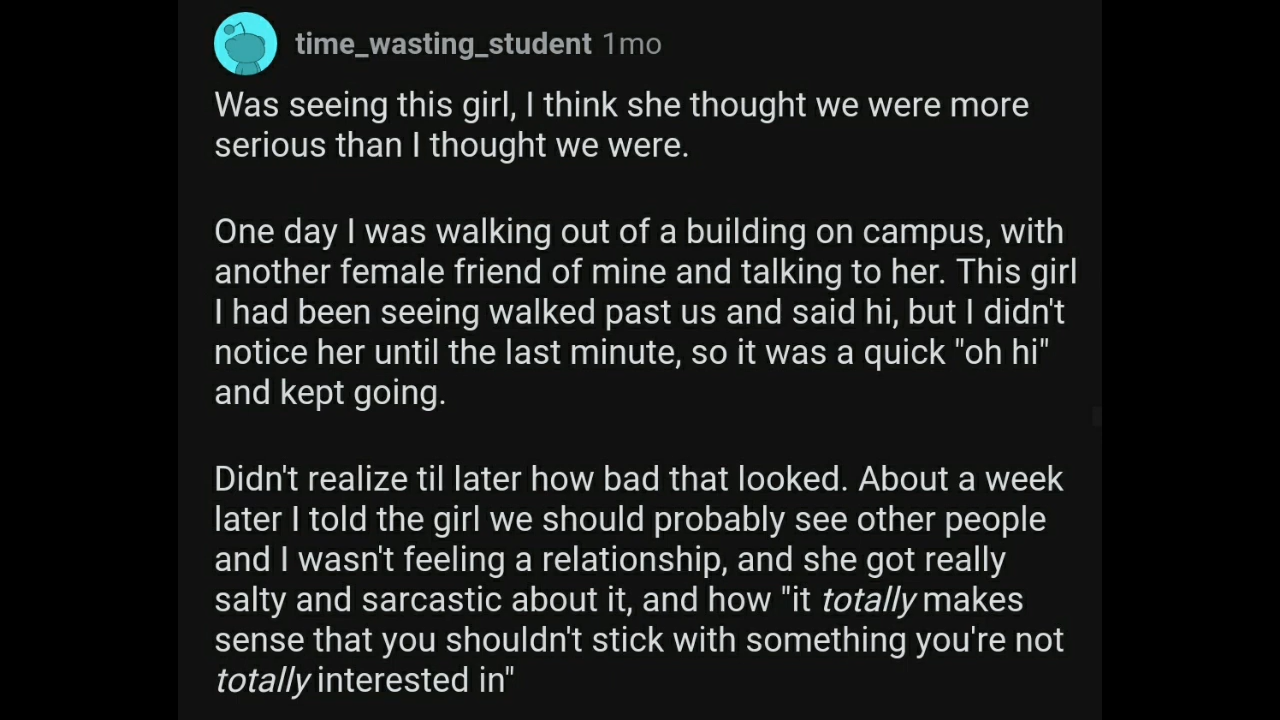 time_wasting_student 1mo
Was seeing this girl, I think she thought we were more
serious than I thought we were.
One day I was walking out of a building on campus, with
another female friend of mine and talking to her. This girl
I had been seeing walked past us and said hi, but I didn't
notice her until the last minute, so it was a quick "oh hi"
and kept going.
Didn't realize til later how bad that looked. About a week
later I told the girl we should probably see other people
and I wasn't feeling a relationship, and she got really
salty and sarcastic about it, and how "it totally makes
sense that you shouldn't stick with something you're not
totally interested in"